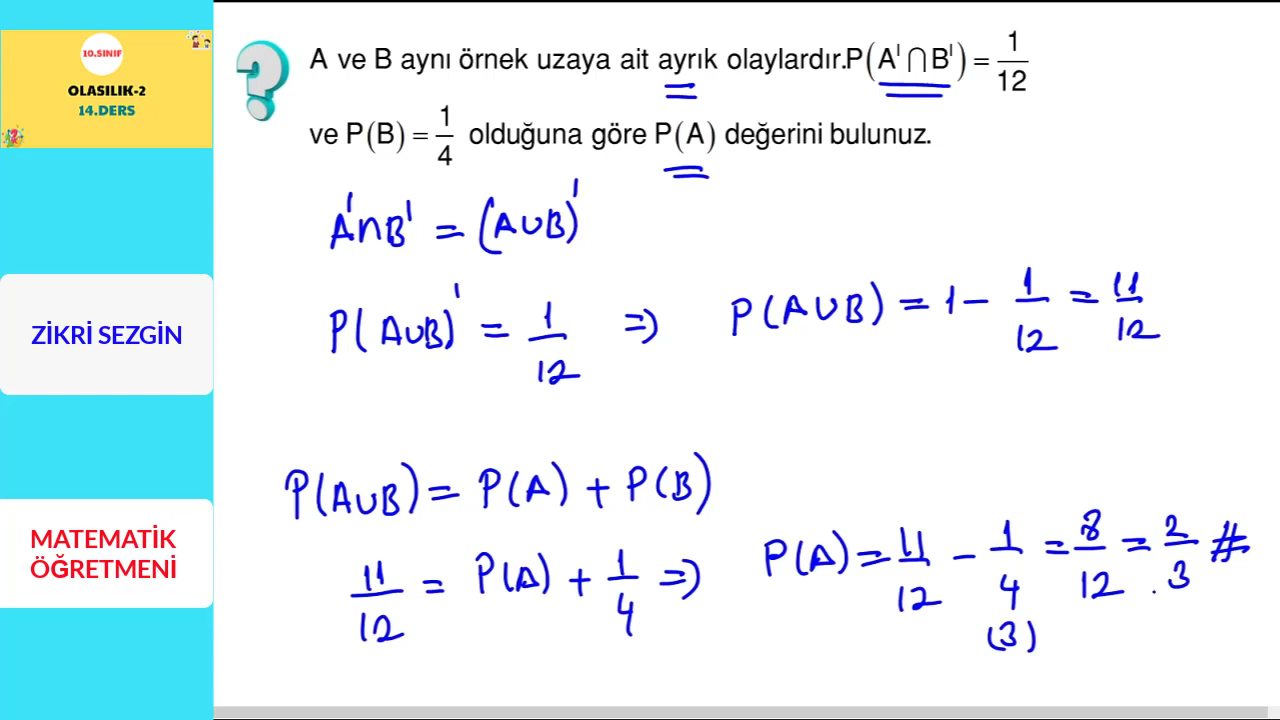 10.SINIF
OLASILIK-2
14.DERS
ZİKRİ SEZGİN
MATEMATİK
ÖĞRETMENİ
A ve B aynı örnek uzaya ait ayrık olaylardır.P(A'∩B') = 1/12
ve P(B) = 1/4 olduğuna göre P(A) değerini bulunuz.
A'∩B' = (A∪B)'
P(A∪B)' = 1/12 ⇒ P(A∪B) = 1 - 1/12 = 11/12
P(A∪B) = P(A) + P(B)
11/12 = P(A) + 1/4 ⇒ P(A) = 11/12 - 1/4 = 8/12 = 2/3 #
(3)